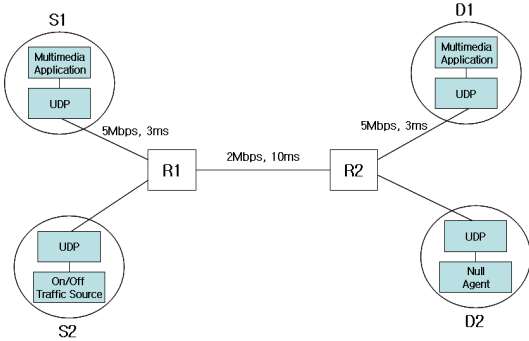 S1
D1
Multimedia
Application
UDP
Multimedia
Application
UDP
5Mbps, 3ms
5Mbps, 3ms
R1
2Mbps, 10ms
R2
UDP
On/Off
Traffic Source
UDP
Null
Agent
S2
D2